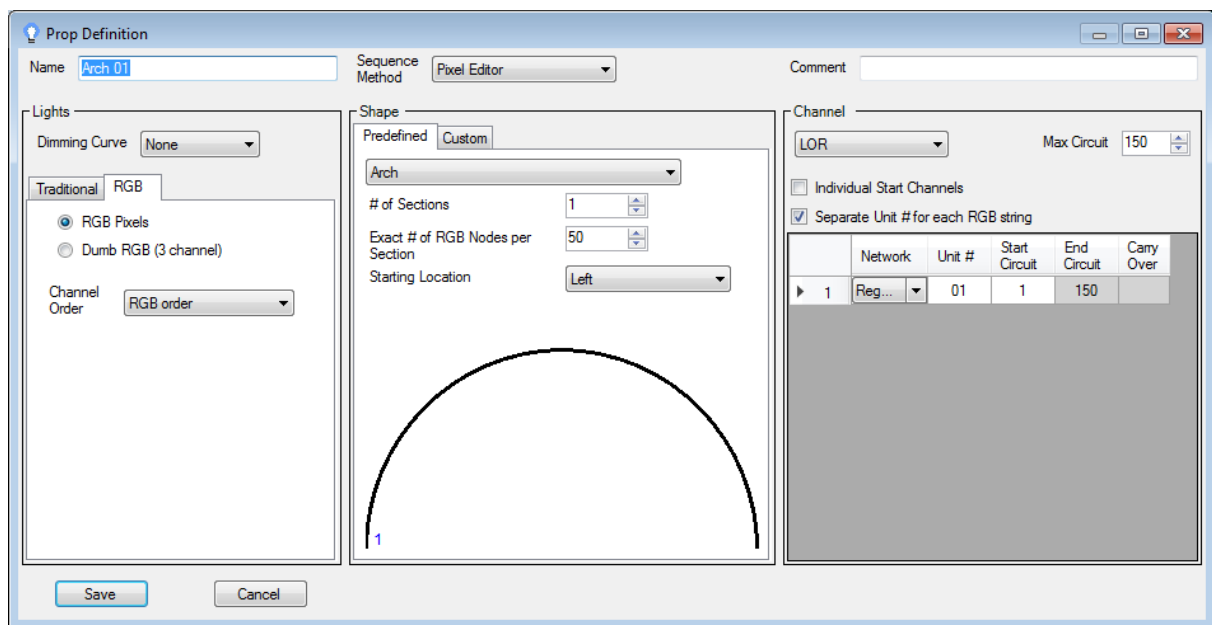 Prop Definition
Name Arch 01
Sequence Method Pixel Editor
Comment
Lights
Dimming Curve None
Traditional RGB
RGB Pixels
Dumb RGB (3 channel)
Channel Order RGB order
Shape
Predefined Custom
Arch
# of Sections 1
Exact # of RGB Nodes per Section 50
Starting Location Left
1
Channel
LOR Max Circuit 150
Individual Start Channels
Separate Unit # for each RGB string
Network Unit # Start Circuit End Circuit Carry Over
1 Reg... 01 1 150
Save Cancel